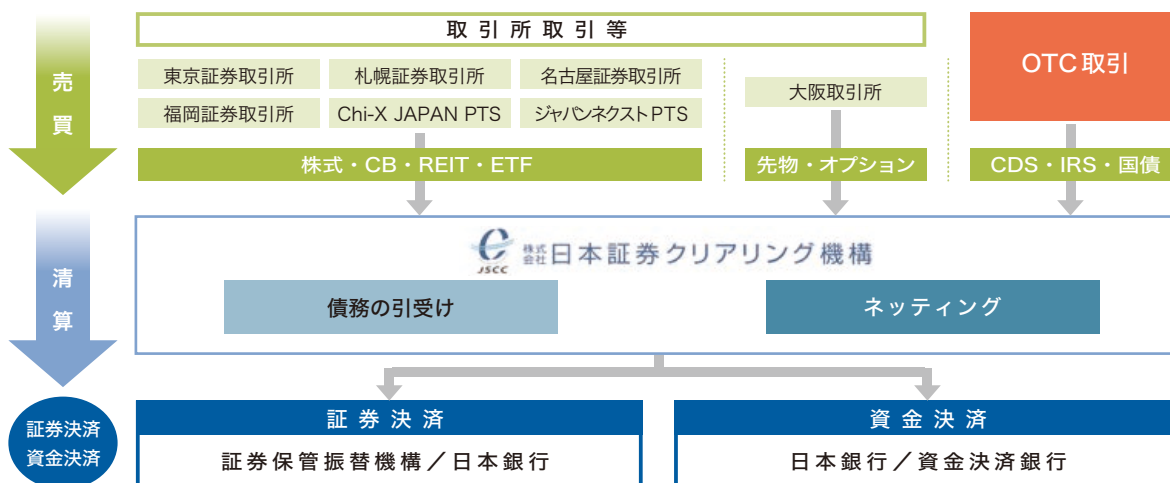 売買
取引所取引等
東京証券取引所
札幌証券取引所
名古屋証券取引所
福岡証券取引所
Chi-X JAPAN PTS
ジャパンネクストPTS
大阪取引所
OTC取引
株式・CB・REIT・ETF
先物・オプション
CDS・IRS・国債
清算
JSCC
株式会社日本証券クリアリング機構
債務の引受け
ネッティング
証券決済
資金決済
証券決済
証券保管振替機構/日本銀行
資金決済
日本銀行/資金決済銀行